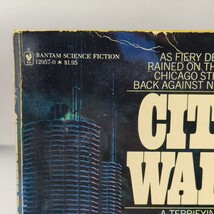 BANTAM SCIENCE FICTION
12957-0 ★ $1.95
AS FIERY DE
RAINED ON TH
CHICAGO ST
BACK AGAINST N
CIT
WA
A TERRIFYIN